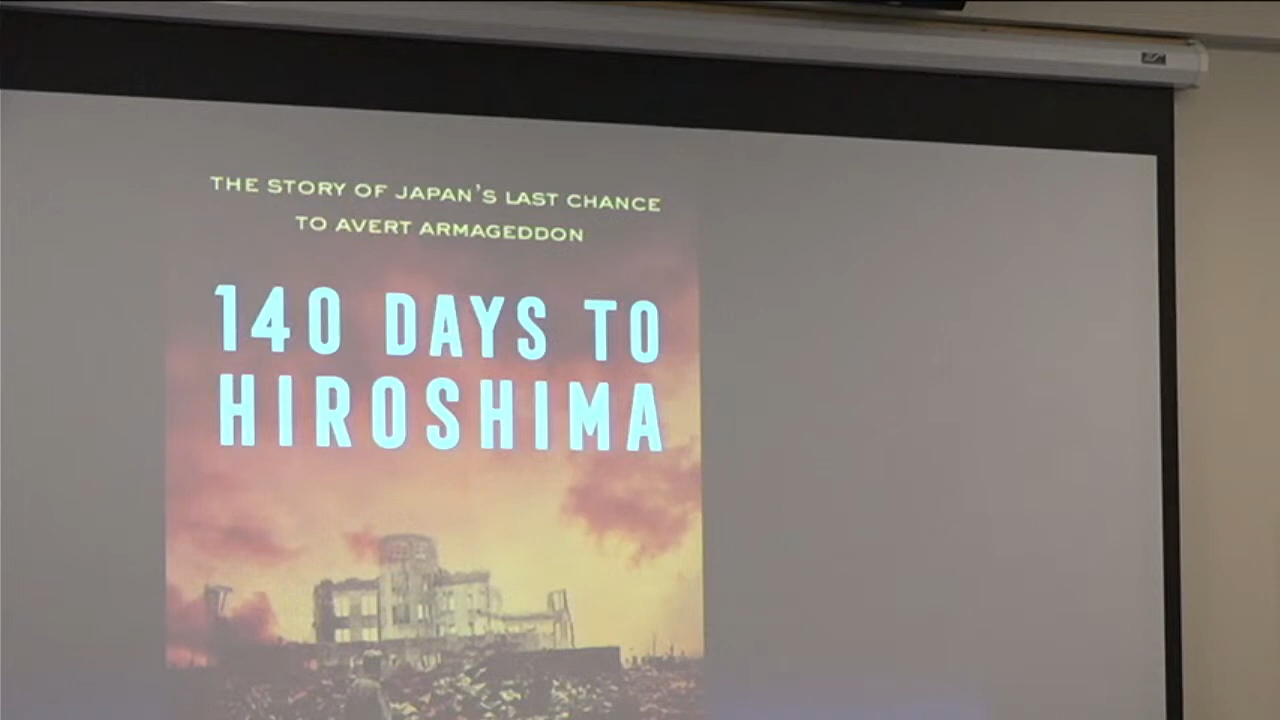 THE STORY OF JAPAN'S LAST CHANCE
TO AVERT ARMAGEDDON
140 DAYS TO
HIROSHIMA